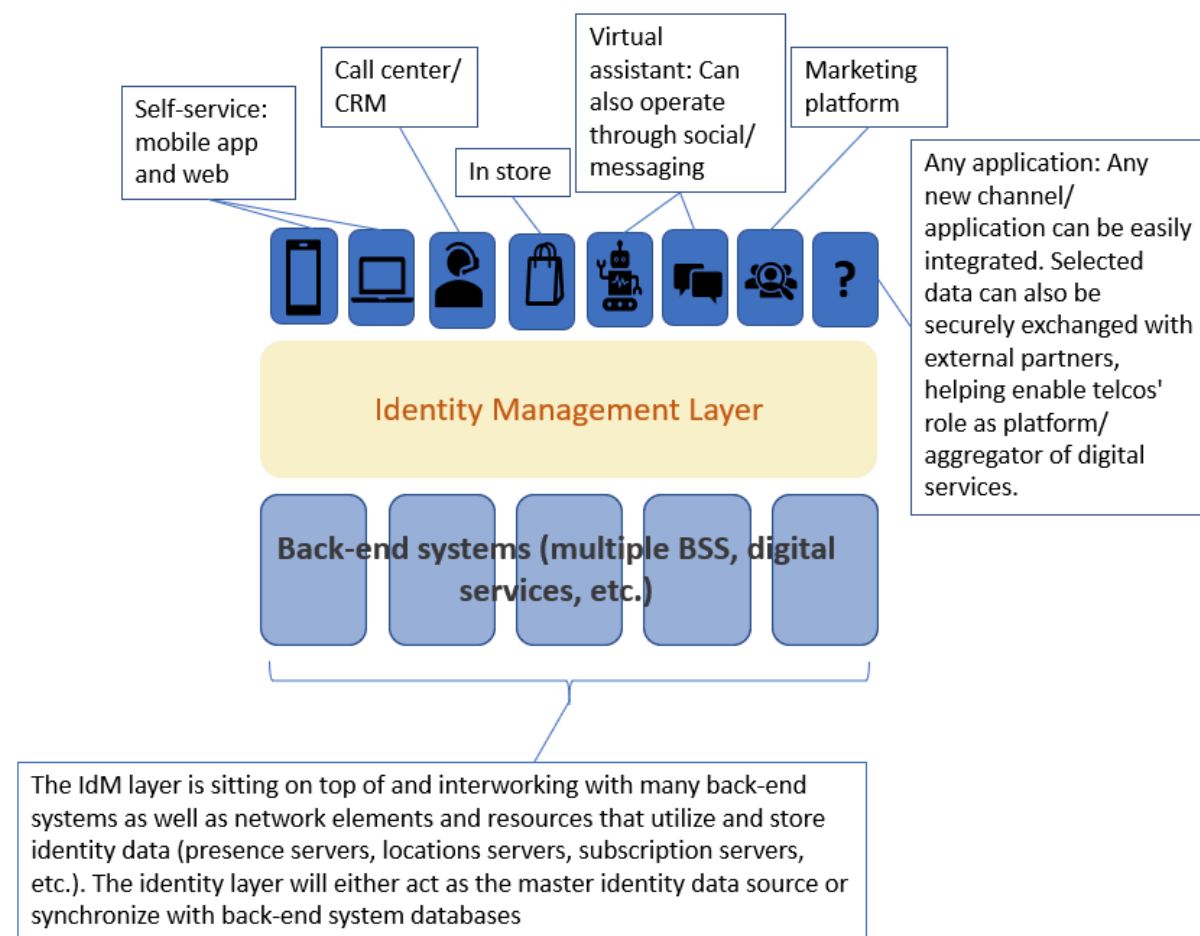 Self-service:
mobile app
and web
Call center/
CRM
In store
Virtual
assistant: Can
also operate
through social/
messaging
Marketing
platform
Any application: Any
new channel/
application can be easily
integrated. Selected
data can also be
securely exchanged with
external partners,
helping enable telcos'
role as platform/
aggregator of digital
services.
?
Identity Management Layer
Back-end systems (multiple BSS, digital
services, etc.)
The IdM layer is sitting on top of and interworking with many back-end
systems as well as network elements and resources that utilize and store
identity data (presence servers, locations servers, subscription servers,
etc.). The identity layer will either act as the master identity data source or
synchronize with back-end system databases